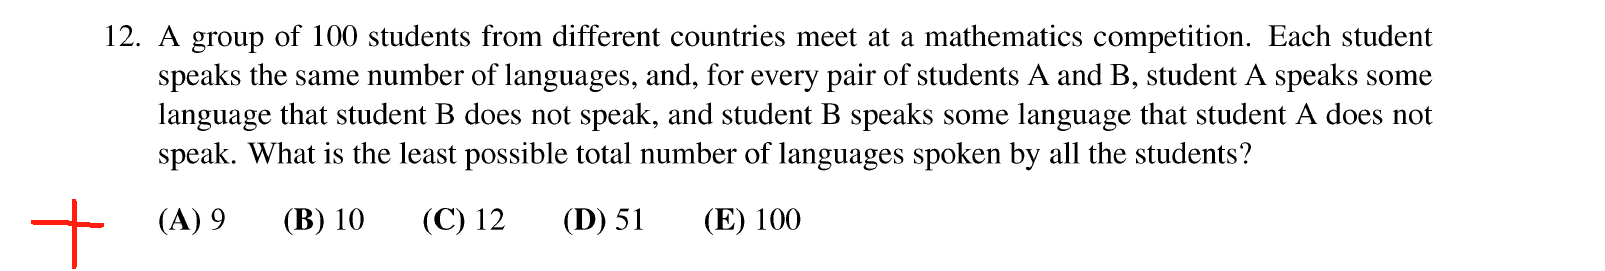 12. A group of 100 students from different countries meet at a mathematics competition. Each student
speaks the same number of languages, and, for every pair of students A and B, student A speaks some
language that student B does not speak, and student B speaks some language that student A does not
speak. What is the least possible total number of languages spoken by all the students?
(A) 9 (B) 10 (C) 12 (D) 51 (E) 100